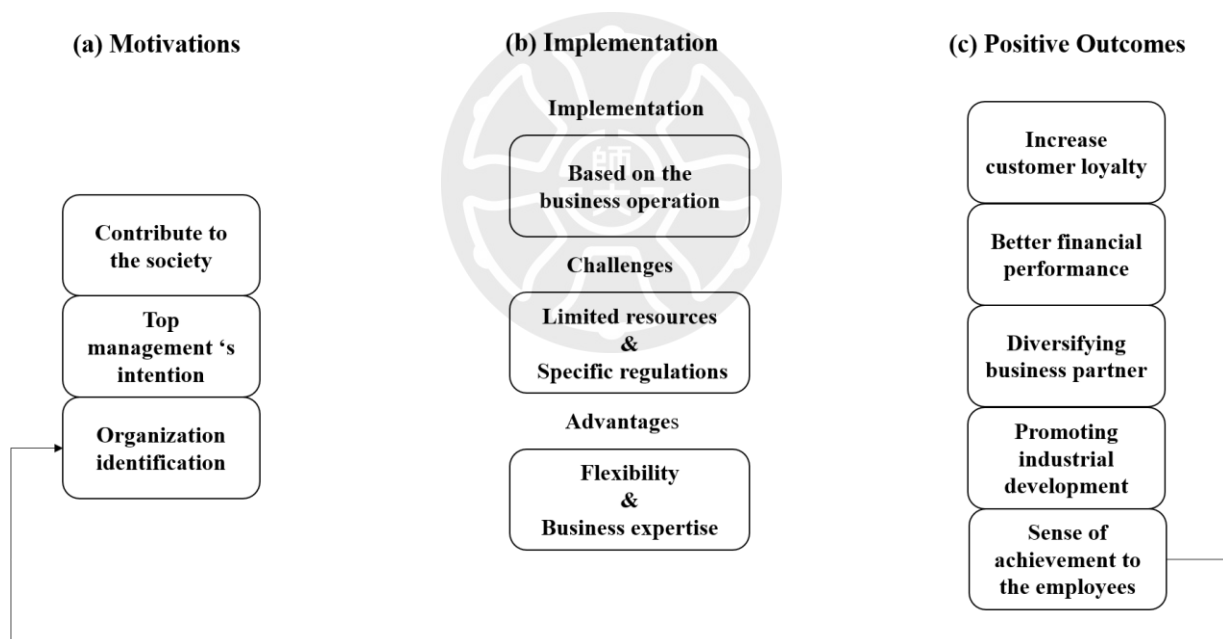 (a) Motivations
Contribute to
the society
Top
management ‘s
intention
Organization
identification
(b) Implementation
Implementation
Based on the
business operation
Challenges
Limited resources
&
Specific regulations
Advantages
Flexibility
&
Business expertise
(c) Positive Outcomes
Increase
customer loyalty
Better financial
performance
Diversifying
business partner
Promoting
industrial
development
Sense of
achievement to
the employees
師大